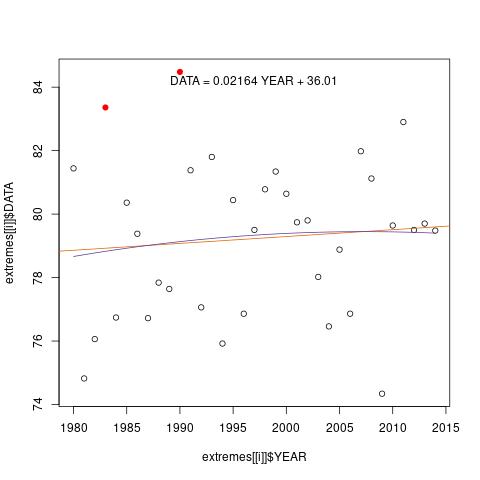 DATA = 0.02164 YEAR + 36.01
84
82
80
78
76
74
extremes[[i]]$DATA
1980 1985 1990 1995 2000 2005 2010 2015
extremes[[i]]$YEAR